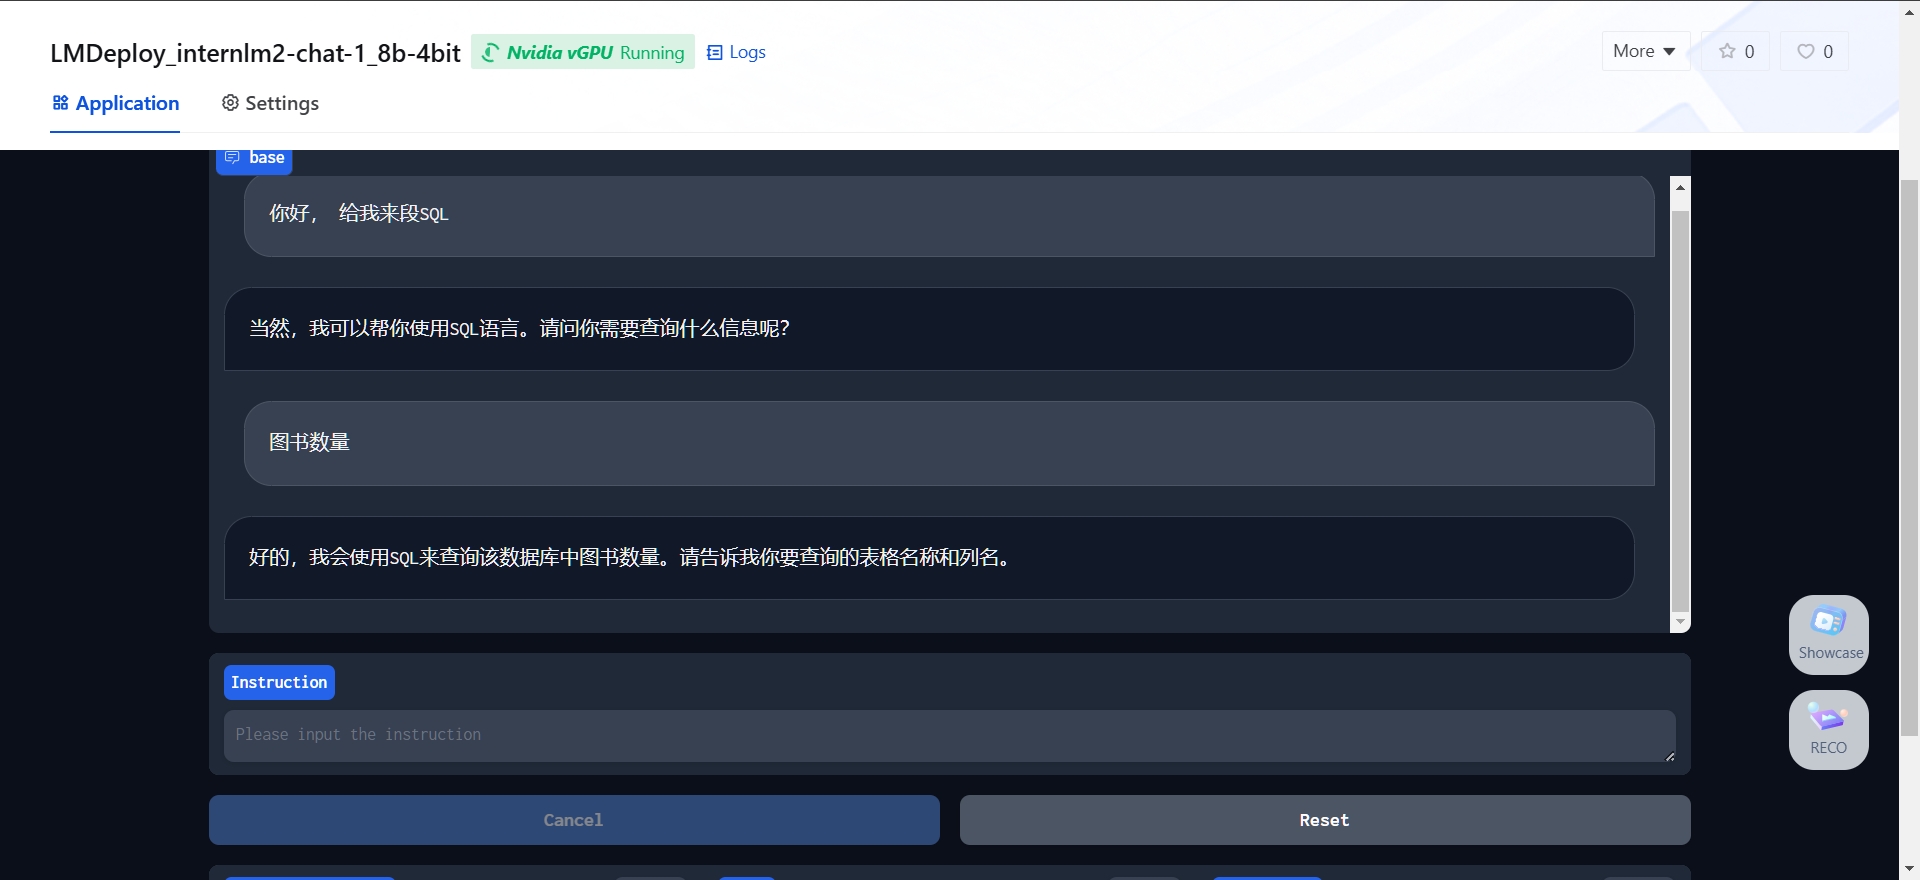 LMDeploy_internlm2-chat-1_8b-4bit Nvidia vGPU Running Logs More 0 0
Application Settings
base
你好， 给我来段SQL
当然，我可以帮你使用SQL语言。请问你需要查询什么信息呢？
图书数量
好的，我会使用SQL来查询该数据库中图书数量。请告诉我你要查询的表格名称和列名。
Showcase
Instruction
Please input the instruction
RECO
Cancel Reset